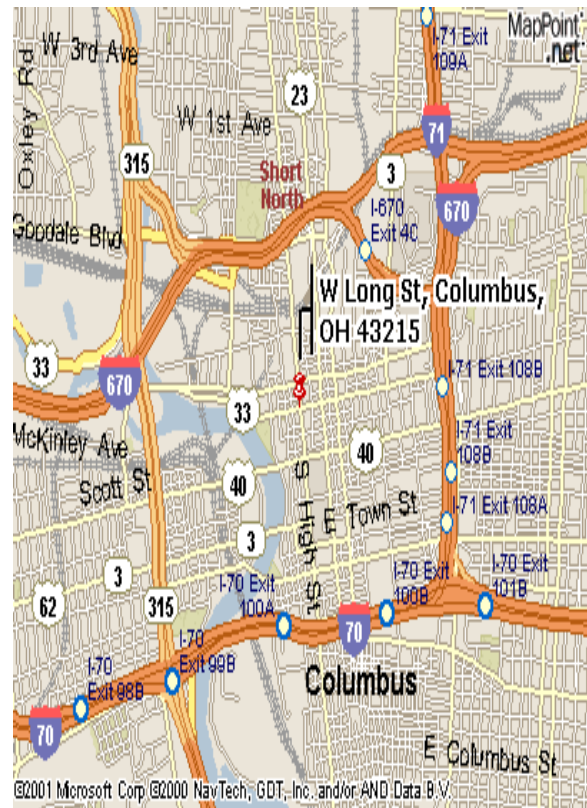 MapPoint
.net
I-71 Exit
109A
W 3rd Ave
Oxley Rd
23
W 1st Ave
71
315
3
Short
North
670
I-670
Exit 4C
Goodale Blvd
W Long St, Columbus,
OH 43215
33
670
I-71 Exit 108B
33
McKinley Ave
I-71 Exit
108B
40
Scott St
40
E Town St
I-71 Exit 108A
S High St
3
3
62
315
I-70 Exit
100A
I-70 Exit
100B
I-70 Exit
101B
70
I-70
Exit 99B
I-70
Exit 98B
Columbus
70
E Columbus St
©2001 Microsoft Corp ©2000 NavTech, GDT, Inc. and/or AND Data B.V.